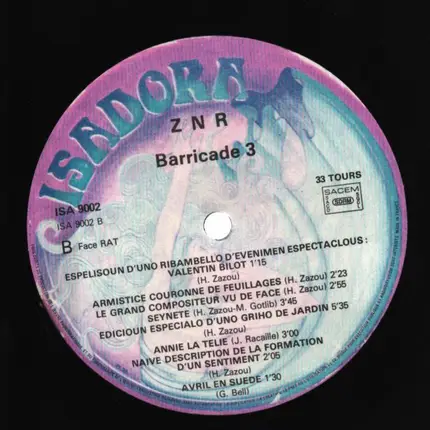 ISADORA
Z N R
Barricade 3
33 TOURS
ISA 9002
ISA 9002 B
SACEM
SDRM
B Face RAT
ESPELISOUN D'UNO RIBAMBELLO D'EVENIMEN ESPECTACLOUS :
VALENTIN BILOT 1'15
(H. Zazou)
ARMISTICE COURONNE DE FEUILLAGES (H. Zazou) 2'23
LE GRAND COMPOSITEUR VU DE FACE (H. Zazou) 2'55
SEYNETE (H. Zazou-M. Gotlib) 3'45
EDICIOUN ESPECIALO D'UNO GRIHO DE JARDIN 5'35
(H. Zazou)
ANNIE LA TELIE (J. Racaille) 3'00
NAIVE DESCRIPTION DE LA FORMATION
D'UN SENTIMENT 2'05
(H. Zazou)
AVRIL EN SUEDE 1'30
(G. Bell)